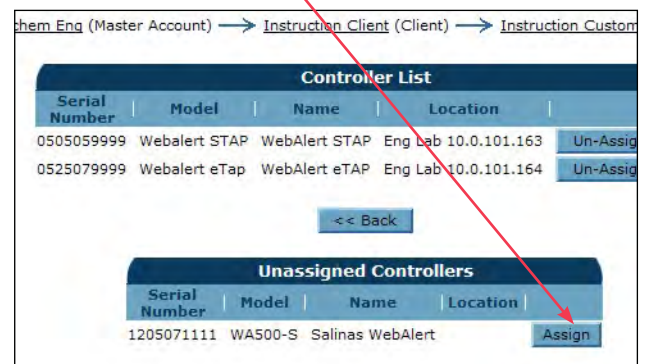 hem Eng (Master Account) → Instruction Client (Client) → Instruction Custom
Controller List
Serial Number Model Name Location
0505059999 Webalert STAP WebAlert STAP Eng Lab 10.0.101.163 Un-Assig
0525079999 Webalert eTap WebAlert eTAP Eng Lab 10.0.101.164 Un-Assig
<< Back
Unassigned Controllers
Serial Number Model Name Location
1205071111 WA500-S Salinas WebAlert Assign